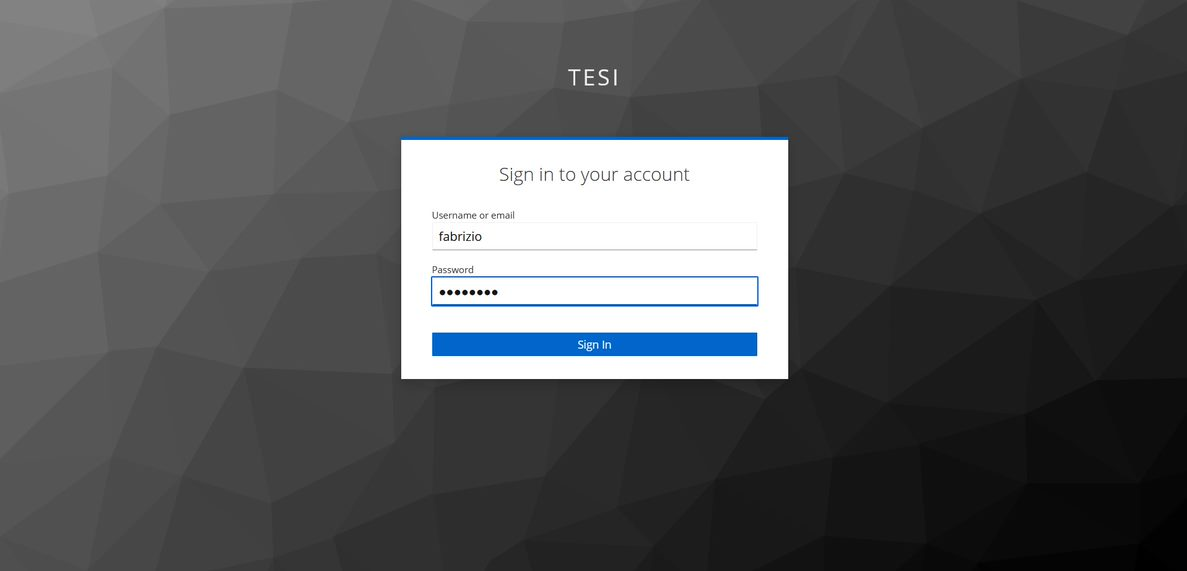 TESI
Sign in to your account
Username or email
fabrizio
Password
••••••••
Sign In